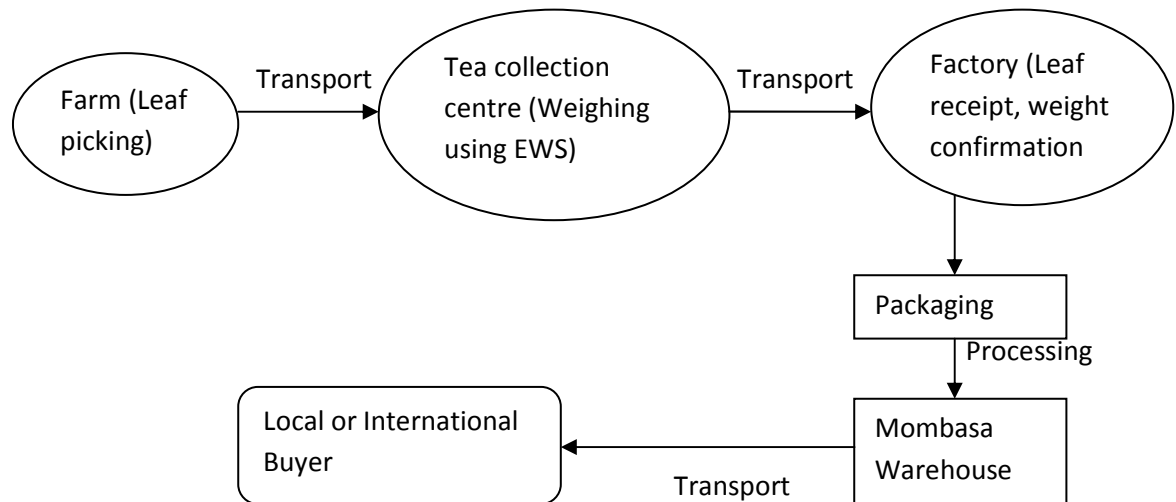 Farm (Leaf
picking)
Transport
Tea collection
centre (Weighing
using EWS)
Transport
Factory (Leaf
receipt, weight
confirmation
Packaging
Processing
Mombasa
Warehouse
Transport
Local or International
Buyer